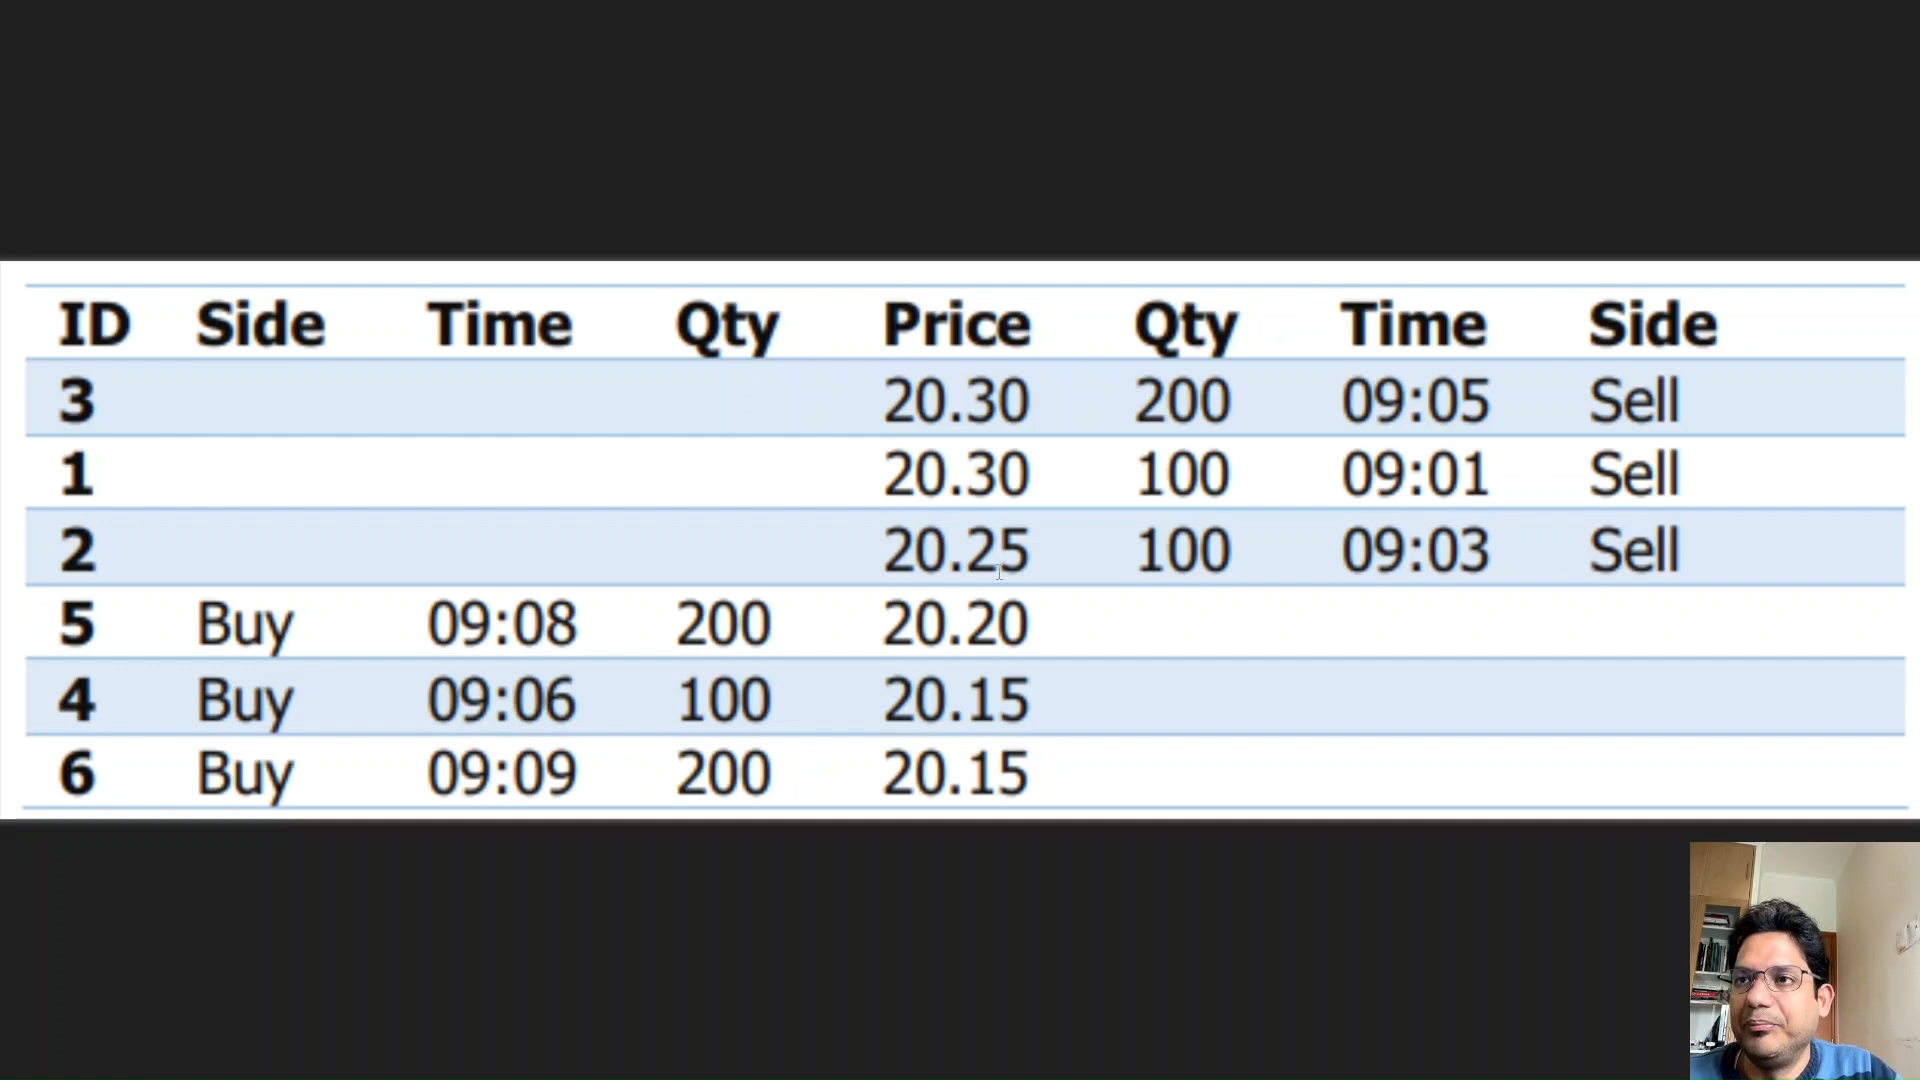 ID Side Time Qty Price Qty Time Side
3 20.30 200 09:05 Sell
1 20.30 100 09:01 Sell
2 20.25 100 09:03 Sell
5 Buy 09:08 200 20.20
4 Buy 09:06 100 20.15
6 Buy 09:09 200 20.15